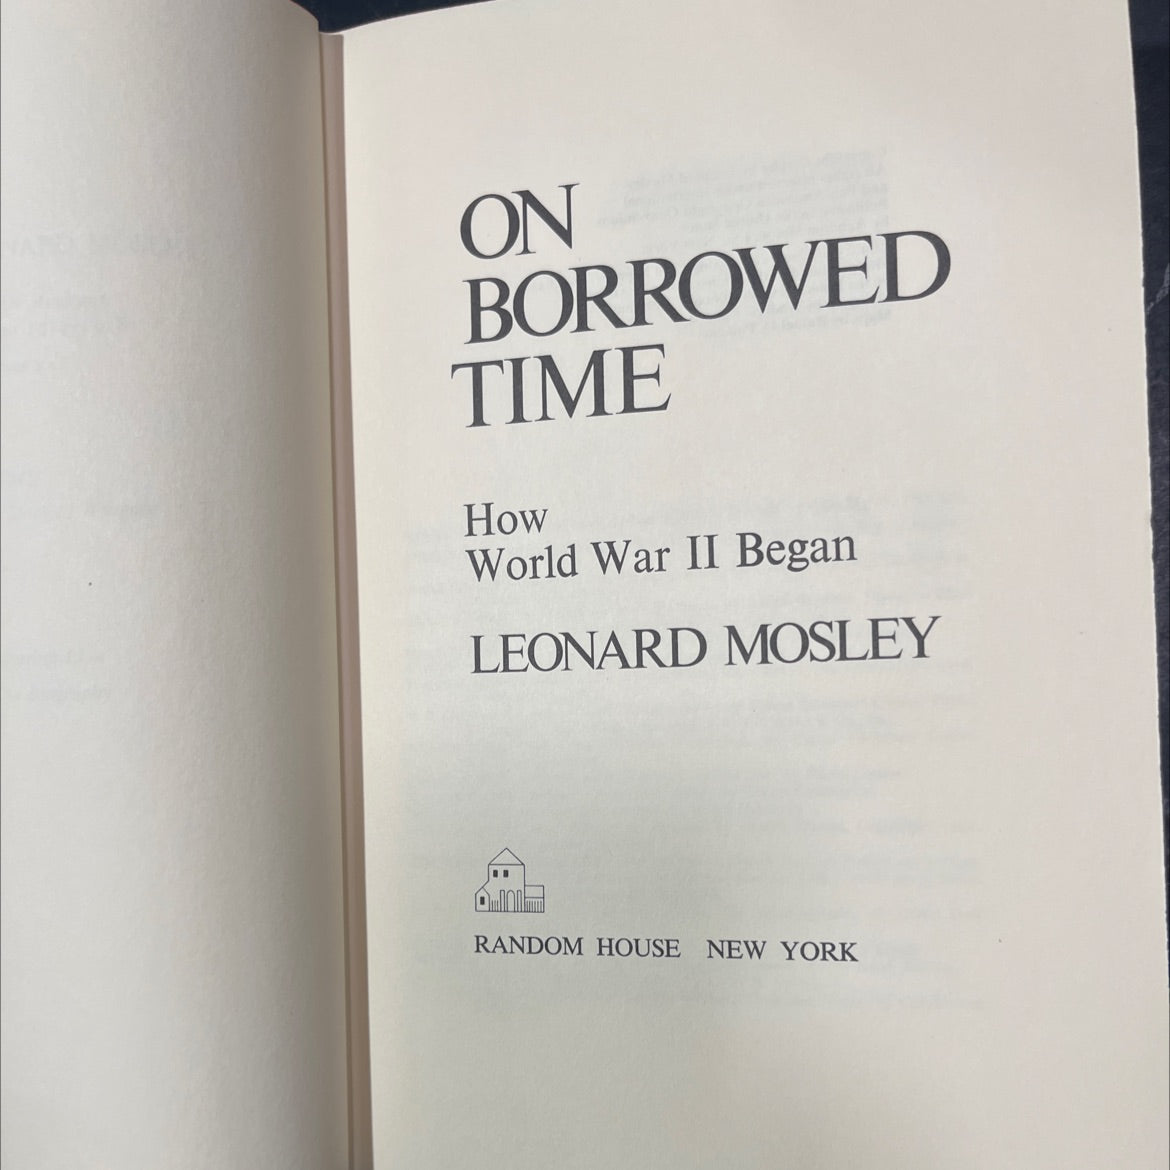 ON
BORROWED
TIME
How
World War II Began
LEONARD MOSLEY
RANDOM HOUSE NEW YORK